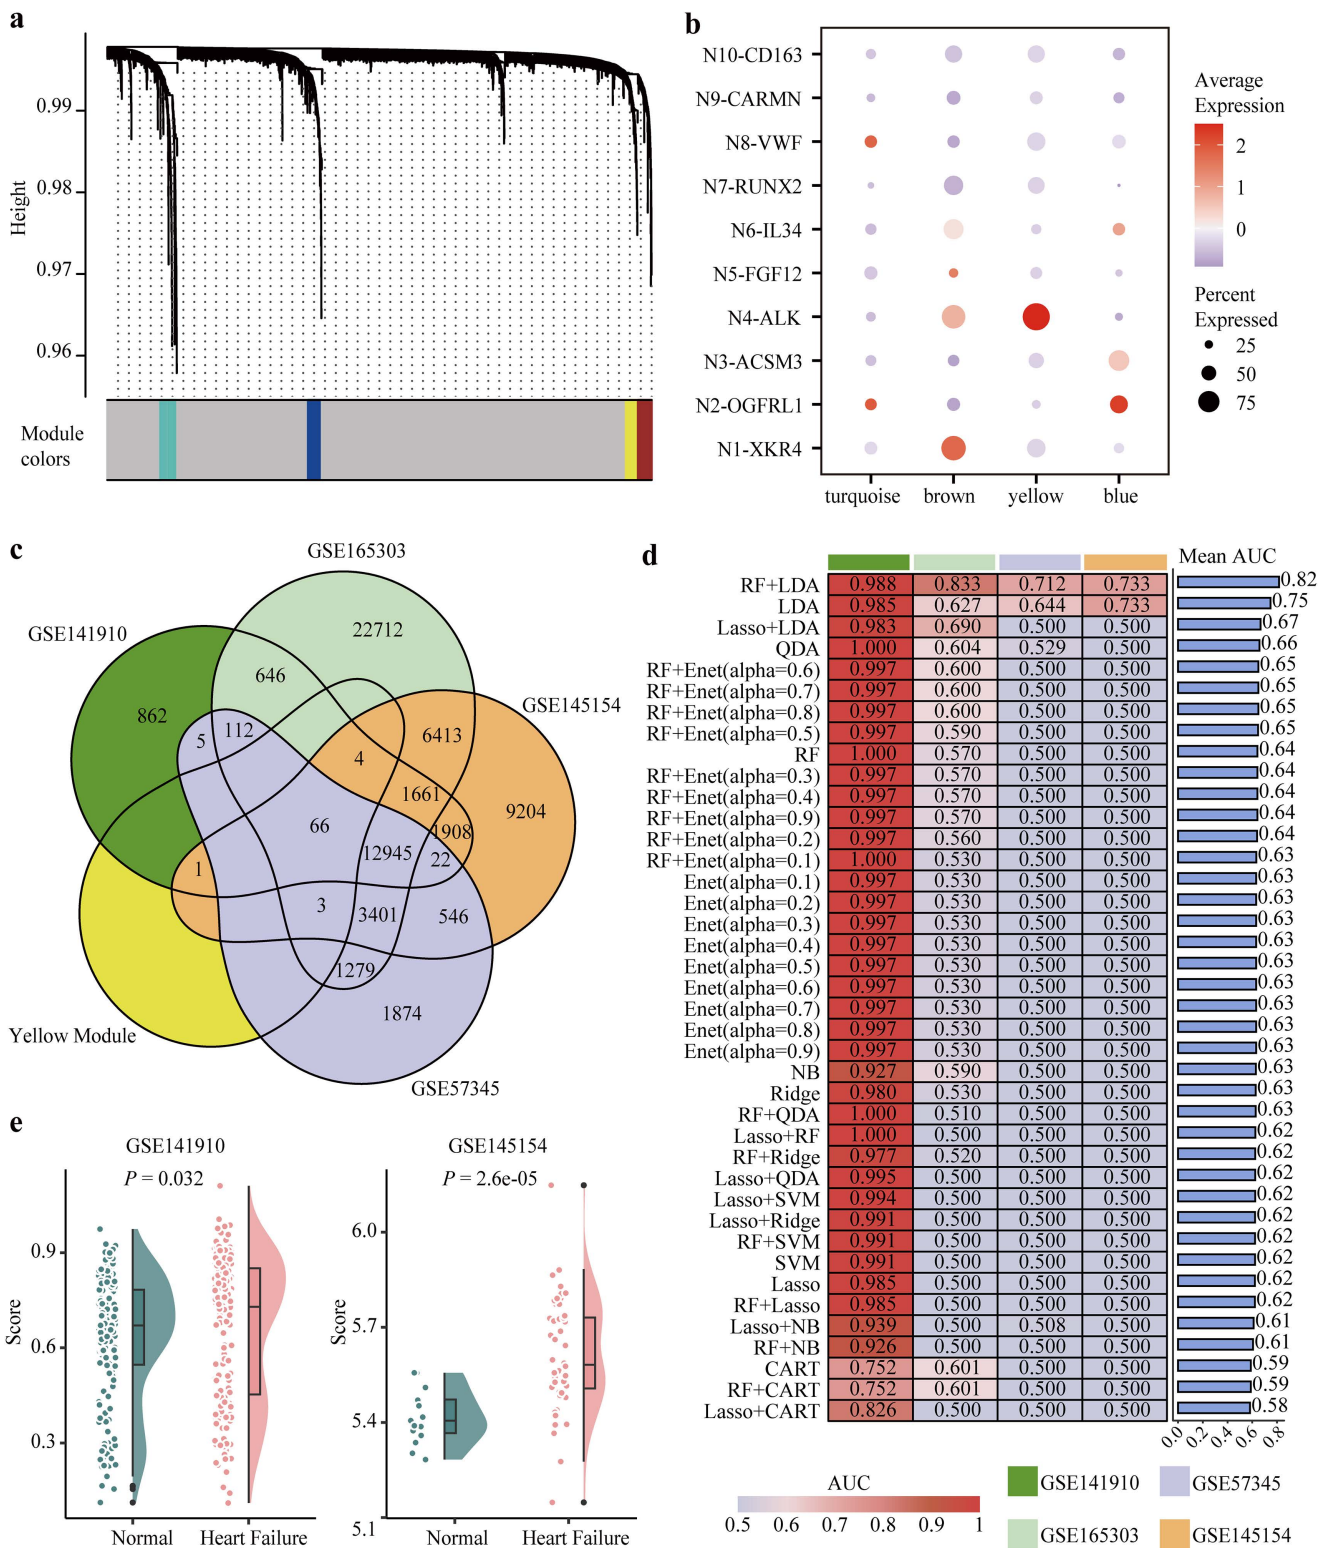 a
0.99
0.98
0.97
0.96
Height
Module
colors
b
N10-CD163
N9-CARMN
N8-VWF
N7-RUNX2
N6-IL34
N5-FGF12
N4-ALK
N3-ACSM3
N2-OGFRL1
N1-XKR4
turquoise brown yellow blue
Average
Expression
2
1
0
Percent
Expressed
25
50
75
c
GSE165303
GSE141910
GSE145154
Yellow Module
GSE57345
22712
646
862
5
112
6413
4
1661
9204
1908
66
12945
22
1
3
3401
546
1279
1874
d
Mean AUC
RF+LDA 0.988 0.833 0.712 0.733 0.82
LDA 0.985 0.627 0.644 0.733 0.75
Lasso+LDA 0.983 0.690 0.500 0.500 0.67
QDA 1.000 0.604 0.529 0.500 0.66
RF+Enet(alpha=0.6) 0.997 0.600 0.500 0.500 0.65
RF+Enet(alpha=0.7) 0.997 0.600 0.500 0.500 0.65
RF+Enet(alpha=0.8) 0.997 0.600 0.500 0.500 0.65
RF+Enet(alpha=0.5) 0.997 0.590 0.500 0.500 0.65
RF 1.000 0.570 0.500 0.500 0.64
RF+Enet(alpha=0.3) 0.997 0.570 0.500 0.500 0.64
RF+Enet(alpha=0.4) 0.997 0.570 0.500 0.500 0.64
RF+Enet(alpha=0.9) 0.997 0.570 0.500 0.500 0.64
RF+Enet(alpha=0.2) 0.997 0.560 0.500 0.500 0.64
RF+Enet(alpha=0.1) 1.000 0.530 0.500 0.500 0.63
Enet(alpha=0.1) 0.997 0.530 0.500 0.500 0.63
Enet(alpha=0.2) 0.997 0.530 0.500 0.500 0.63
Enet(alpha=0.3) 0.997 0.530 0.500 0.500 0.63
Enet(alpha=0.4) 0.997 0.530 0.500 0.500 0.63
Enet(alpha=0.5) 0.997 0.530 0.500 0.500 0.63
Enet(alpha=0.6) 0.997 0.530 0.500 0.500 0.63
Enet(alpha=0.7) 0.997 0.530 0.500 0.500 0.63
Enet(alpha=0.8) 0.997 0.530 0.500 0.500 0.63
Enet(alpha=0.9) 0.997 0.530 0.500 0.500 0.63
NB 0.927 0.590 0.500 0.500 0.63
Ridge 0.980 0.530 0.500 0.500 0.63
RF+QDA 1.000 0.510 0.500 0.500 0.63
Lasso+RF 1.000 0.500 0.500 0.500 0.62
RF+Ridge 0.977 0.520 0.500 0.500 0.62
Lasso+QDA 0.995 0.500 0.500 0.500 0.62
Lasso+SVM 0.994 0.500 0.500 0.500 0.62
Lasso+Ridge 0.991 0.500 0.500 0.500 0.62
RF+SVM 0.991 0.500 0.500 0.500 0.62
SVM 0.991 0.500 0.500 0.500 0.62
Lasso 0.985 0.500 0.500 0.500 0.62
RF+Lasso 0.985 0.500 0.500 0.500 0.62
Lasso+NB 0.939 0.500 0.508 0.500 0.61
RF+NB 0.926 0.500 0.500 0.500 0.61
CART 0.752 0.601 0.500 0.500 0.59
RF+CART 0.752 0.601 0.500 0.500 0.59
Lasso+CART 0.826 0.500 0.500 0.500 0.58
0.0 0.2 0.4 0.6 0.8
AUC
0.5 0.6 0.7 0.8 0.9 1
GSE141910 GSE57345
GSE165303 GSE145154
e
GSE141910
P = 0.032
0.9
0.6
0.3
Score
Normal Heart Failure
GSE145154
P = 2.6e-05
6.0
5.7
5.4
5.1
Score
Normal Heart Failure